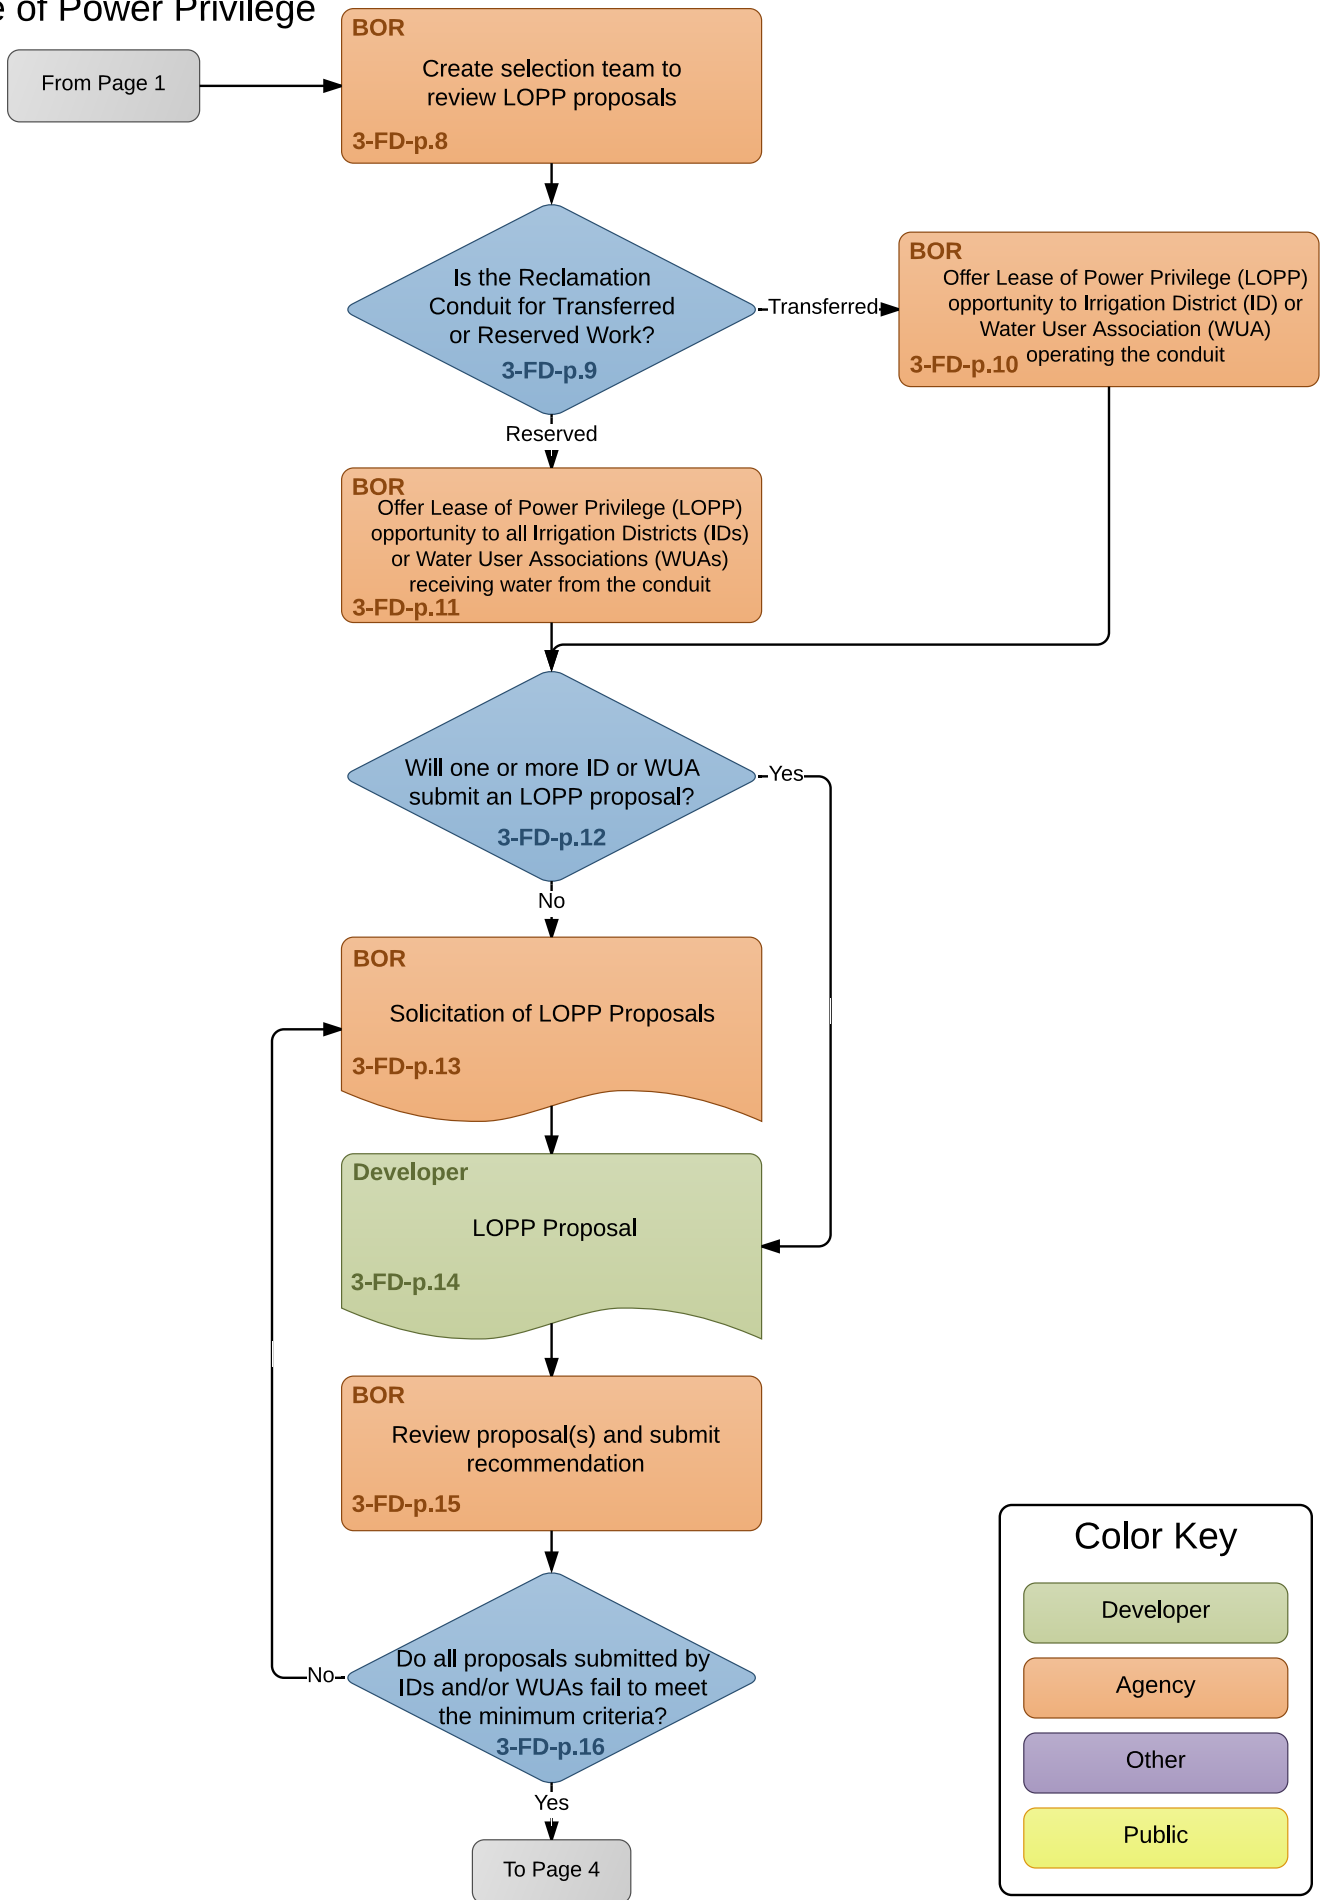 of Power Privilege
From Page 1
BOR
Create selection team to
review LOPP proposals
3-FD-p.8
Is the Reclamation
Conduit for Transferred
or Reserved Work?
3-FD-p.9
Transferred
BOR
Offer Lease of Power Privilege (LOPP)
opportunity to Irrigation District (ID) or
Water User Association (WUA)
operating the conduit
3-FD-p.10
Reserved
BOR
Offer Lease of Power Privilege (LOPP)
opportunity to all Irrigation Districts (IDs)
or Water User Associations (WUAs)
receiving water from the conduit
3-FD-p.11
Will one or more ID or WUA
submit an LOPP proposal?
3-FD-p.12
Yes
No
BOR
Solicitation of LOPP Proposals
3-FD-p.13
Developer
LOPP Proposal
3-FD-p.14
BOR
Review proposal(s) and submit
recommendation
3-FD-p.15
Do all proposals submitted by
IDs and/or WUAs fail to meet
the minimum criteria?
3-FD-p.16
No
Yes
To Page 4
Color Key
Developer
Agency
Other
Public